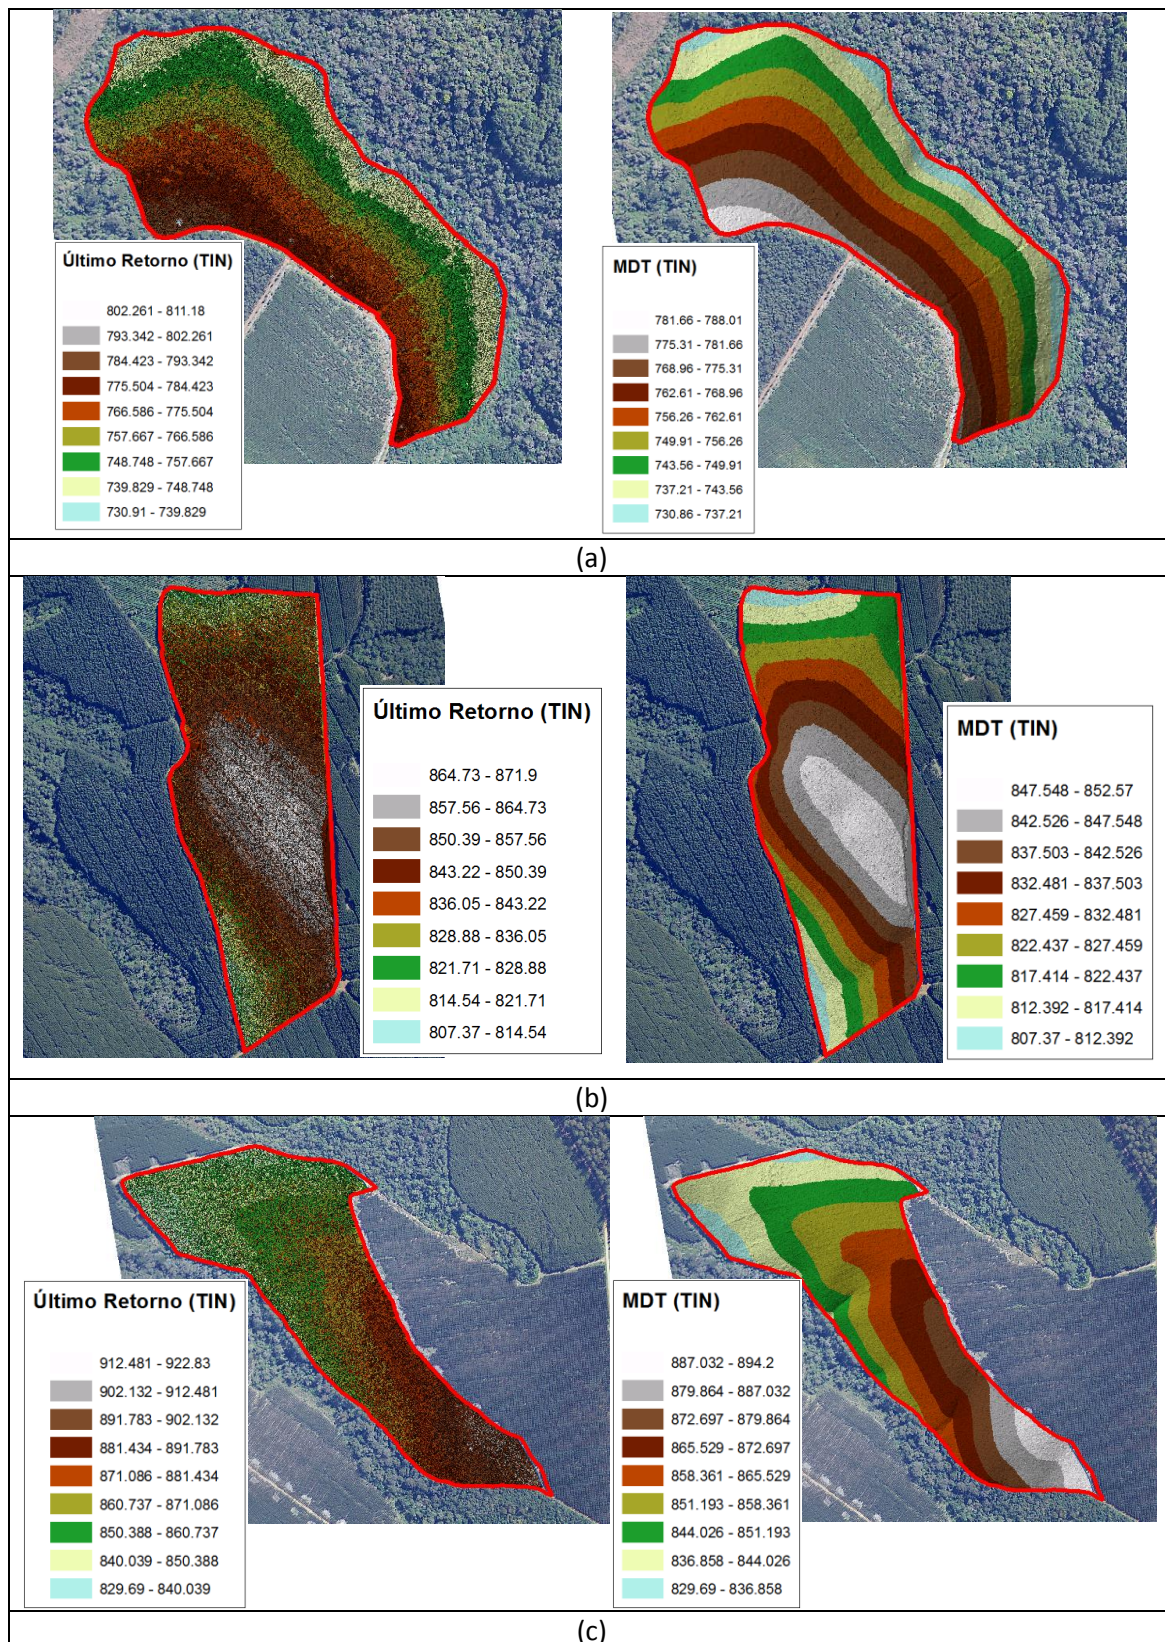 Último Retorno (TIN)
802.261 - 811.18
793.342 - 802.261
784.423 - 793.342
775.504 - 784.423
766.586 - 775.504
757.667 - 766.586
748.748 - 757.667
739.829 - 748.748
730.91 - 739.829
MDT (TIN)
781.66 - 788.01
775.31 - 781.66
768.96 - 775.31
762.61 - 768.96
756.26 - 762.61
749.91 - 756.26
743.56 - 749.91
737.21 - 743.56
730.86 - 737.21
(a)
Último Retorno (TIN)
864.73 - 871.9
857.56 - 864.73
850.39 - 857.56
843.22 - 850.39
836.05 - 843.22
828.88 - 836.05
821.71 - 828.88
814.54 - 821.71
807.37 - 814.54
MDT (TIN)
847.548 - 852.57
842.526 - 847.548
837.503 - 842.526
832.481 - 837.503
827.459 - 832.481
822.437 - 827.459
817.414 - 822.437
812.392 - 817.414
807.37 - 812.392
(b)
Último Retorno (TIN)
912.481 - 922.83
902.132 - 912.481
891.783 - 902.132
881.434 - 891.783
871.086 - 881.434
860.737 - 871.086
850.388 - 860.737
840.039 - 850.388
829.69 - 840.039
MDT (TIN)
887.032 - 894.2
879.864 - 887.032
872.697 - 879.864
865.529 - 872.697
858.361 - 865.529
851.193 - 858.361
844.026 - 851.193
836.858 - 844.026
829.69 - 836.858
(c)